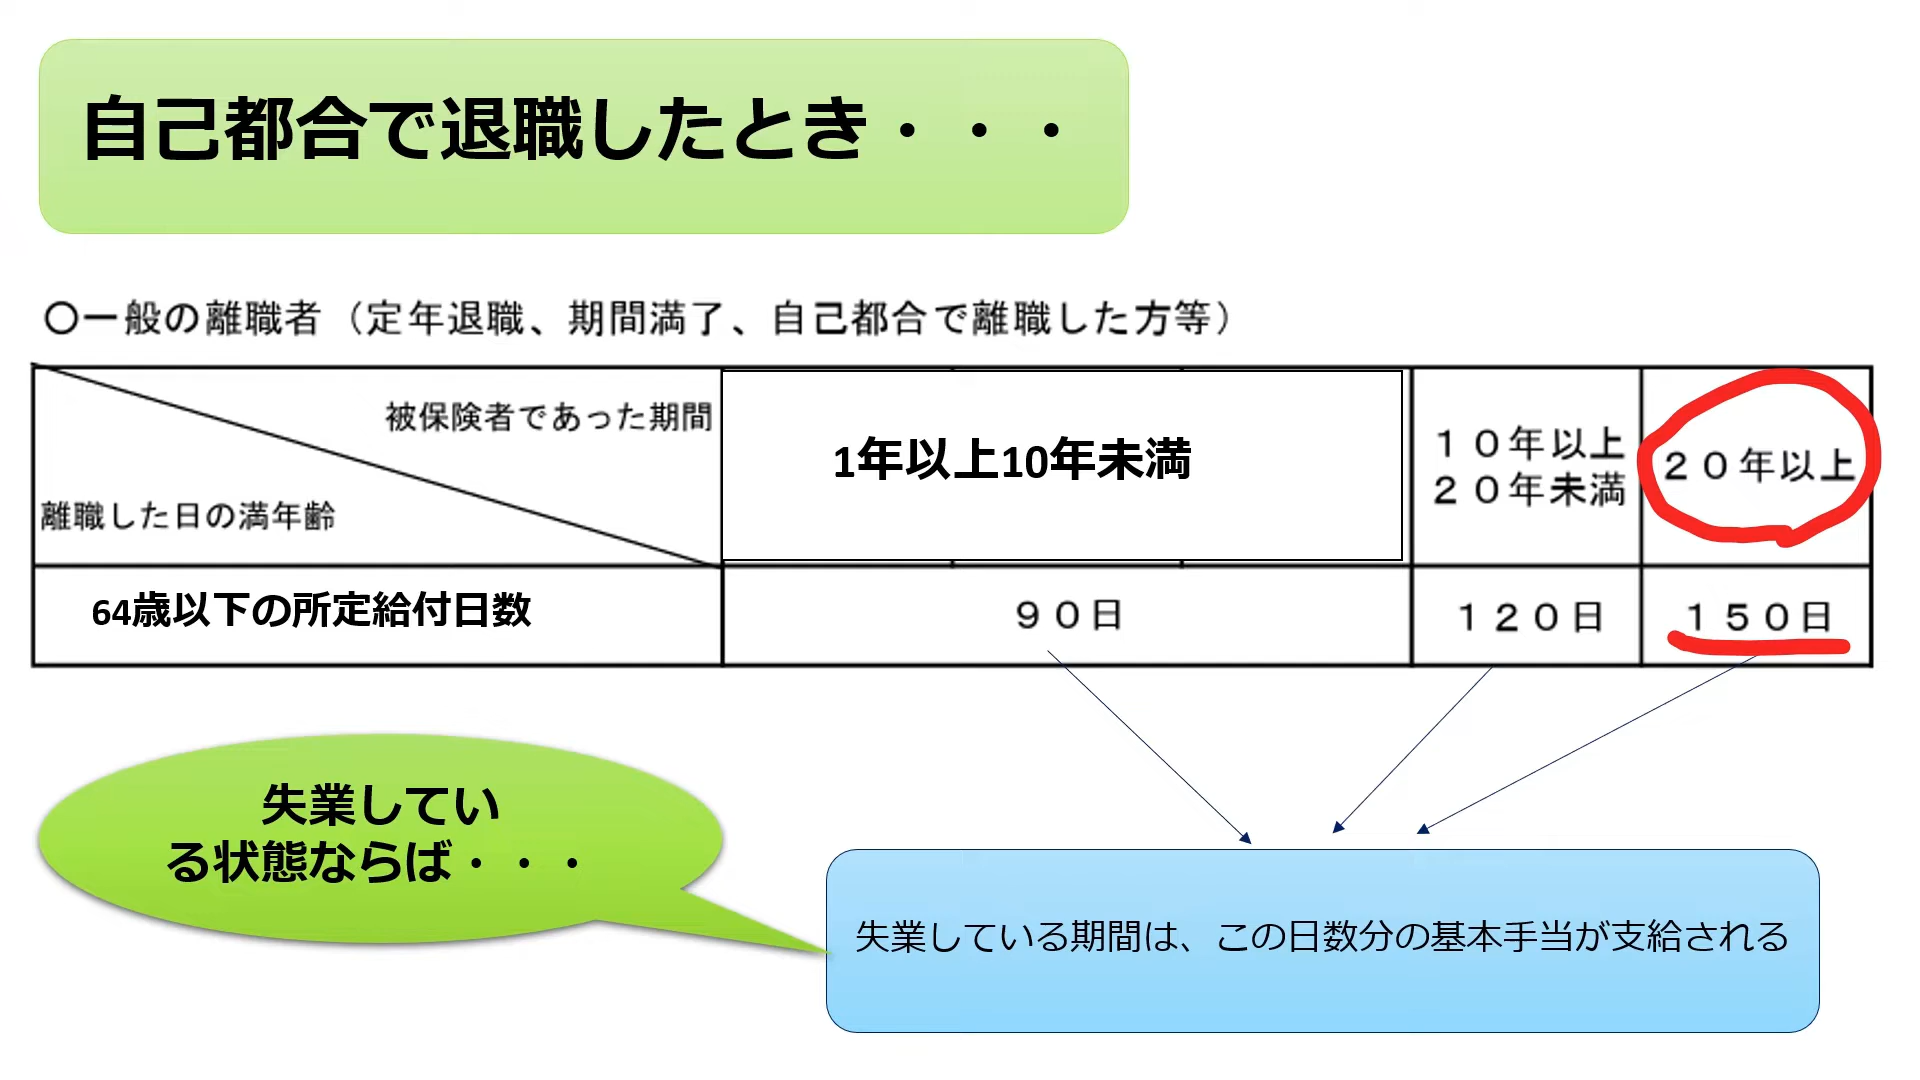 自己都合で退職したとき・・・
〇一般の離職者（定年退職、期間満了、自己都合で離職した方等）
被保険者であった期間
離職した日の満年齢
1年以上10年未満
１０年以上
２０年未満
２０年以上
64歳以下の所定給付日数
９０日
１２０日
１５０日
失業してい
る状態ならば・・・
失業している期間は、この日数分の基本手当が支給される